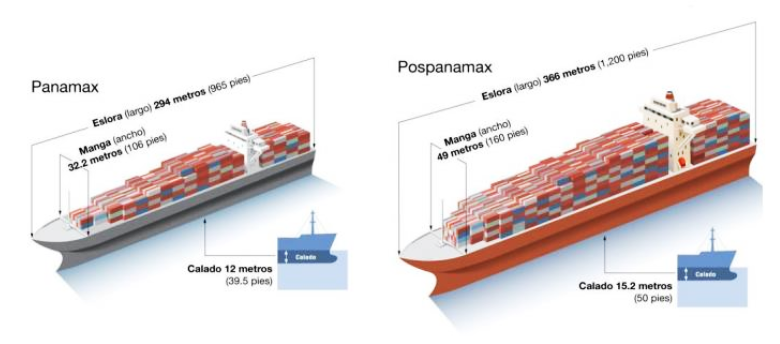 Panamax
Eslora (largo) 294 metros (965 pies)
Manga (ancho)
32.2 metros (106 pies)
Calado 12 metros
(39.5 pies)
Calado
Pospanamax
Eslora (largo) 366 metros (1,200 pies)
Manga (ancho)
49 metros (160 pies)
Calado 15.2 metros
(50 pies)
Calado